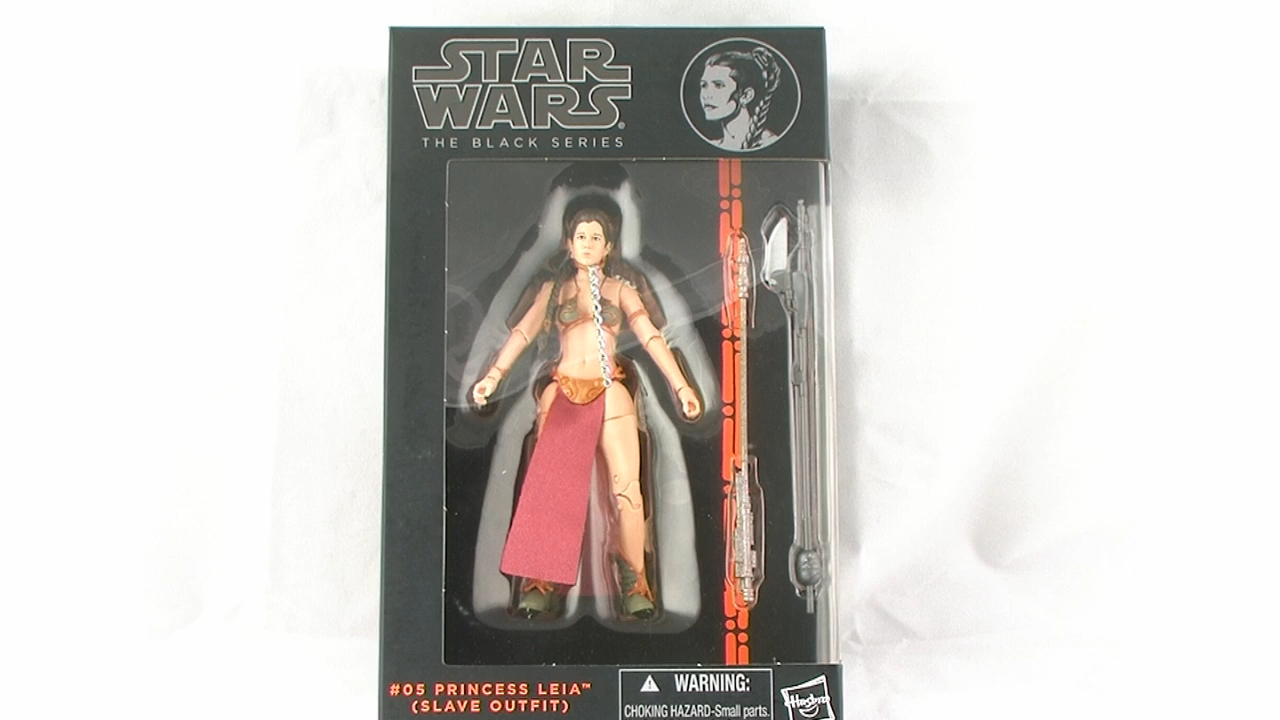 STAR
WARS®
THE BLACK SERIES
#05 PRINCESS LEIA™
(SLAVE OUTFIT)
⚠ WARNING:
CHOKING HAZARD-Small parts.
Hasbro